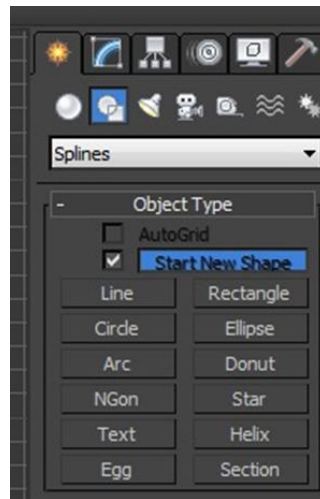 Splines
- Object Type
AutoGrid
Start New Shape
Line Rectangle
Circle Ellipse
Arc Donut
NGon Star
Text Helix
Egg Section